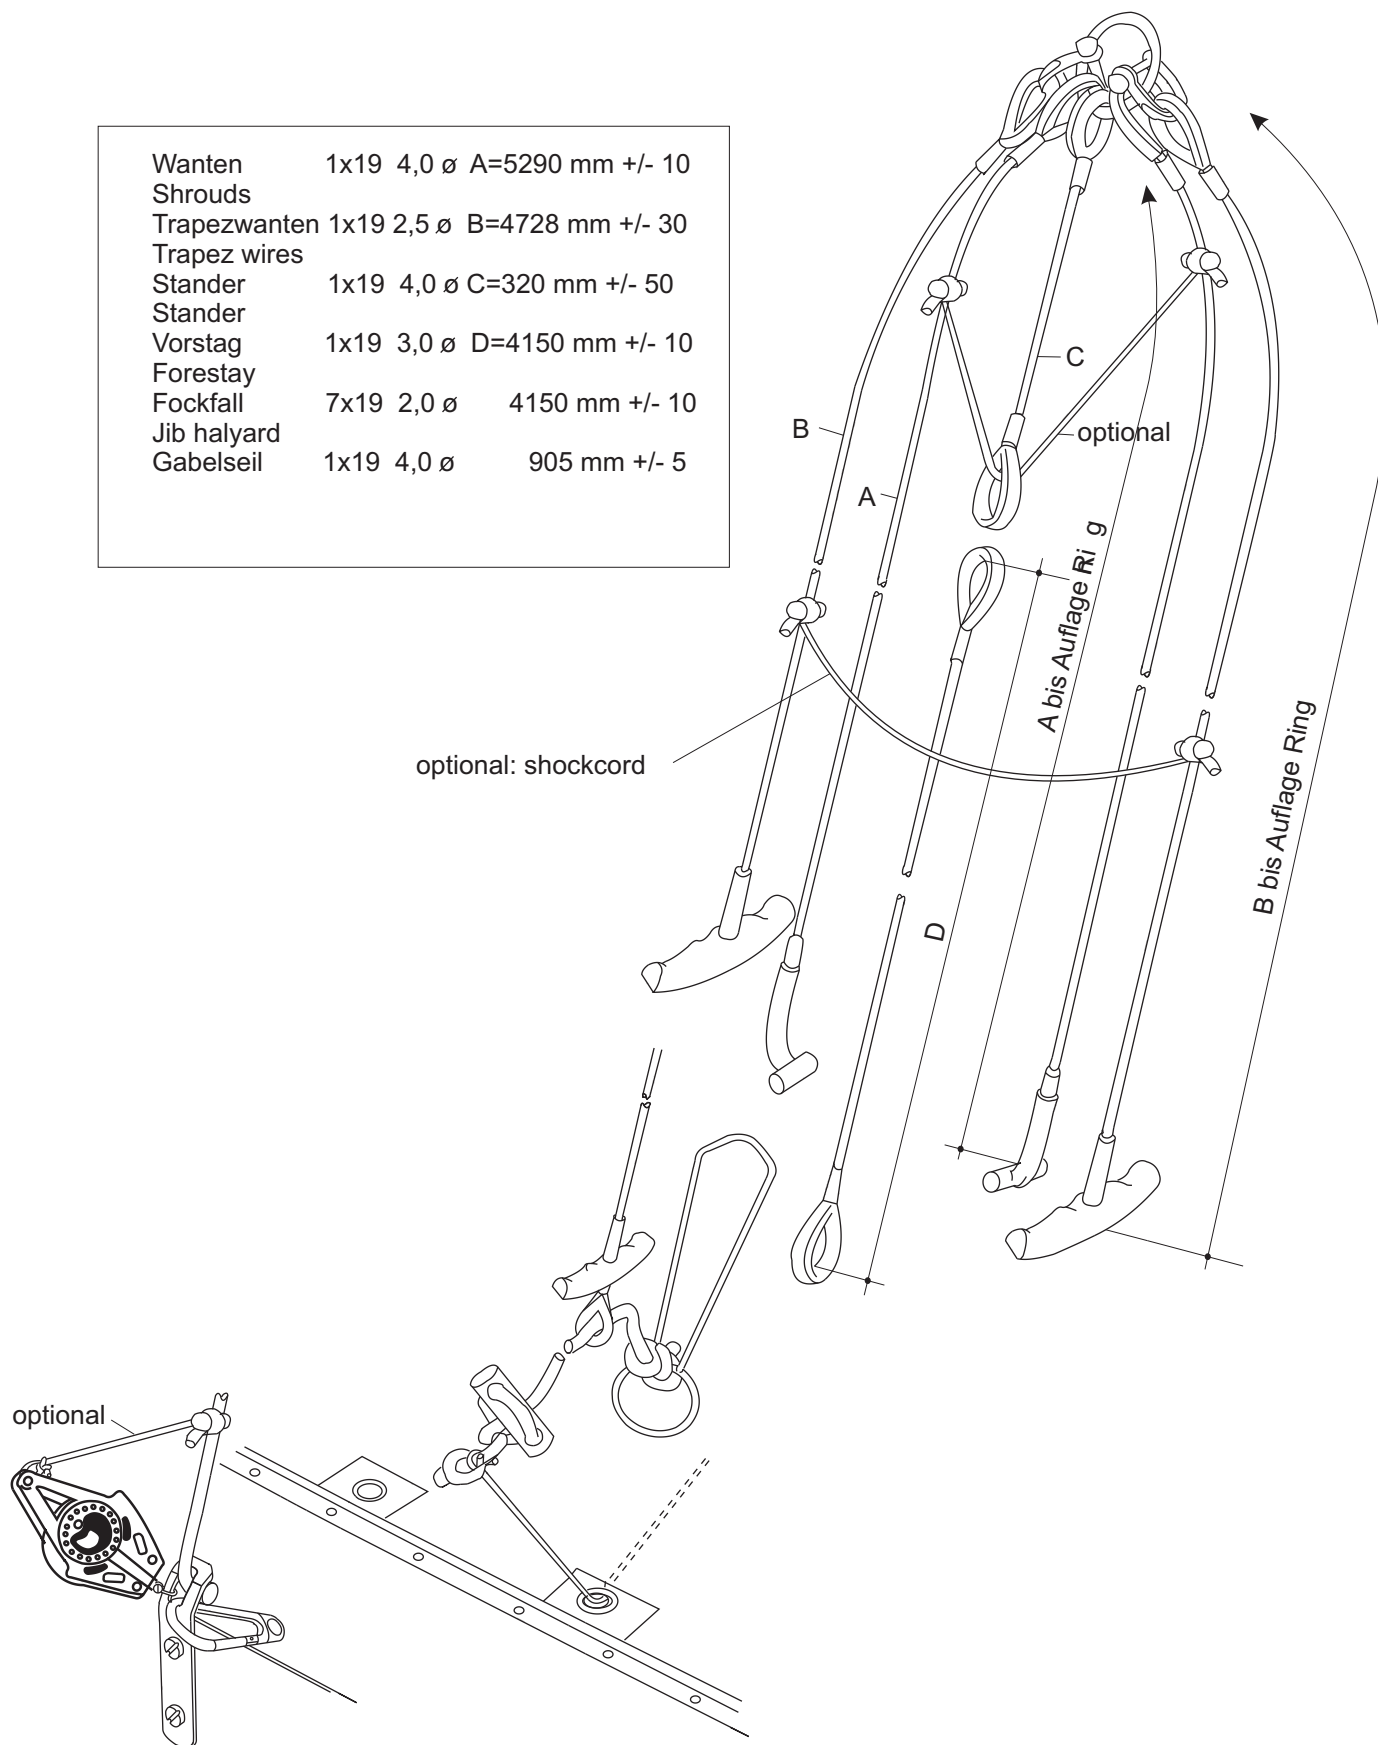 Wanten 1x19 4,0 ø A=5290 mm +/- 10
Shrouds
Trapezwanten 1x19 2,5 ø B=4728 mm +/- 30
Trapez wires
Stander 1x19 4,0 ø C=320 mm +/- 50
Stander
Vorstag 1x19 3,0 ø D=4150 mm +/- 10
Forestay
Fockfall 7x19 2,0 ø 4150 mm +/- 10
Jib halyard
Gabelseil 1x19 4,0 ø 905 mm +/- 5
C
B
optional
A
A bis Auflage Ring
optional: shockcord
B bis Auflage Ring
D
optional